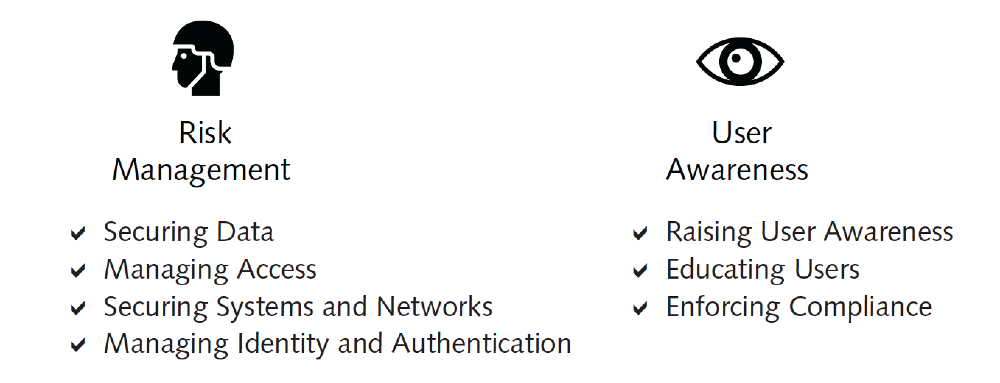 Risk
Management
Securing Data
Managing Access
Securing Systems and Networks
Managing Identity and Authentication
User
Awareness
Raising User Awareness
Educating Users
Enforcing Compliance